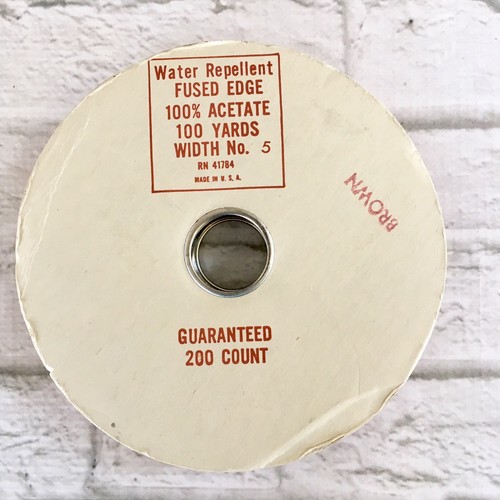 Water Repellent
FUSED EDGE
100% ACETATE
100 YARDS
WIDTH No. 5
RN 41784
MADE IN U. S. A.
BROWN
GUARANTEED
200 COUNT